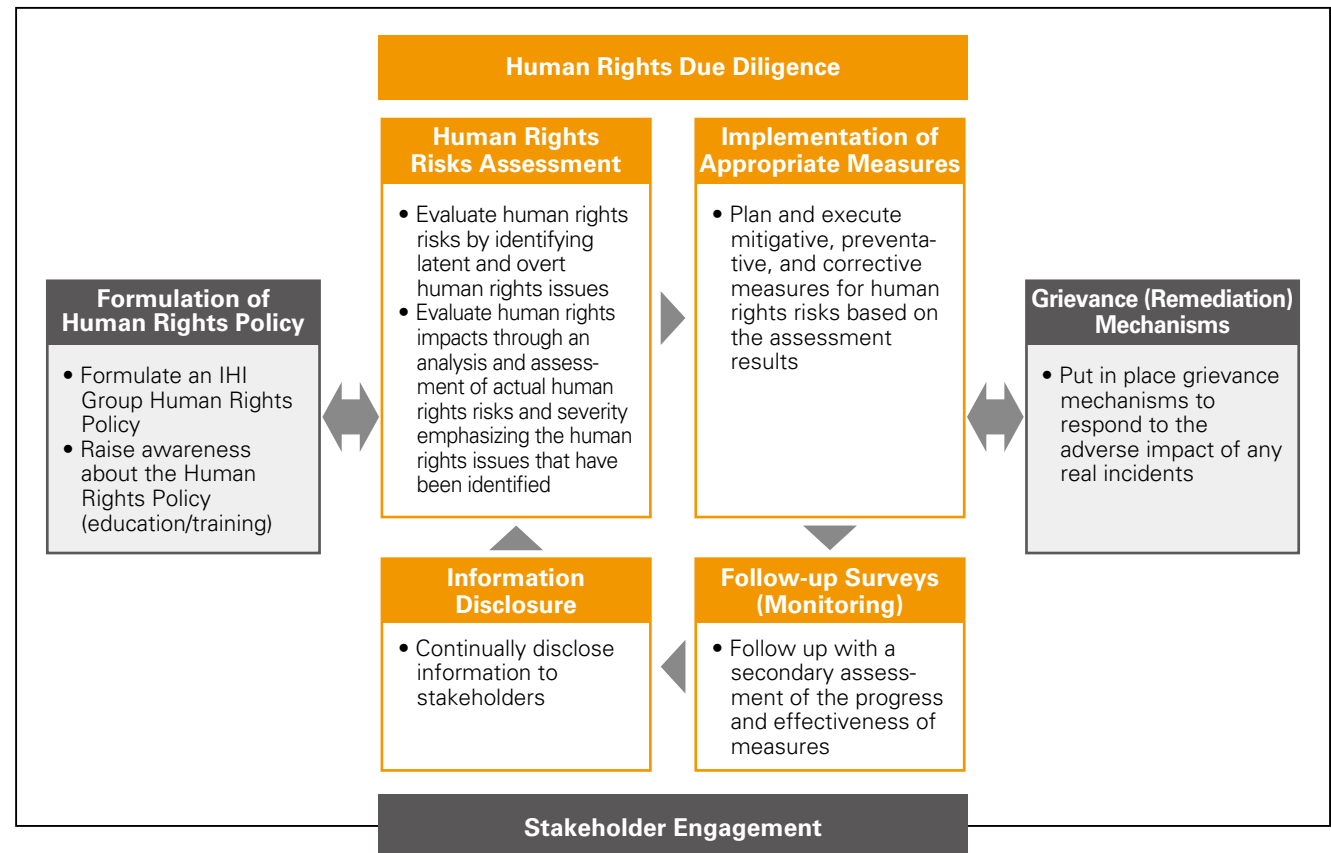 Human Rights Due Diligence
Formulation of
Human Rights Policy
• Formulate an IHI
Group Human Rights
Policy
• Raise awareness
about the Human
Rights Policy
(education/training)
Human Rights
Risks Assessment
• Evaluate human rights
risks by identifying
latent and overt
human rights issues
• Evaluate human rights
impacts through an
analysis and assess-
ment of actual human
rights risks and severity
emphasizing the human
rights issues that have
been identified
Implementation of
Appropriate Measures
• Plan and execute
mitigative, preventa-
tive, and corrective
measures for human
rights risks based on
the assessment
results
Grievance (Remediation)
Mechanisms
• Put in place grievance
mechanisms to
respond to the
adverse impact of any
real incidents
Information
Disclosure
• Continually disclose
information to
stakeholders
Follow-up Surveys
(Monitoring)
• Follow up with a
secondary assess-
ment of the progress
and effectiveness of
measures
Stakeholder Engagement